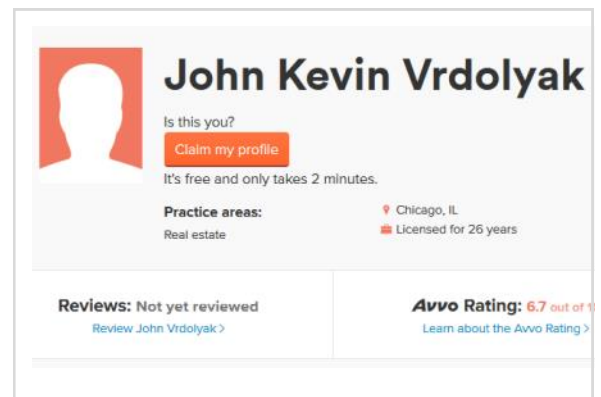 John Kevin Vrdolyak
Is this you?
Claim my profile
It's free and only takes 2 minutes.
Practice areas:
Real estate
Chicago, IL
Licensed for 26 years
Reviews: Not yet reviewed
Review John Vrdolyak >
Avvo Rating: 6.7 out of
Learn about the Avvo Rating >